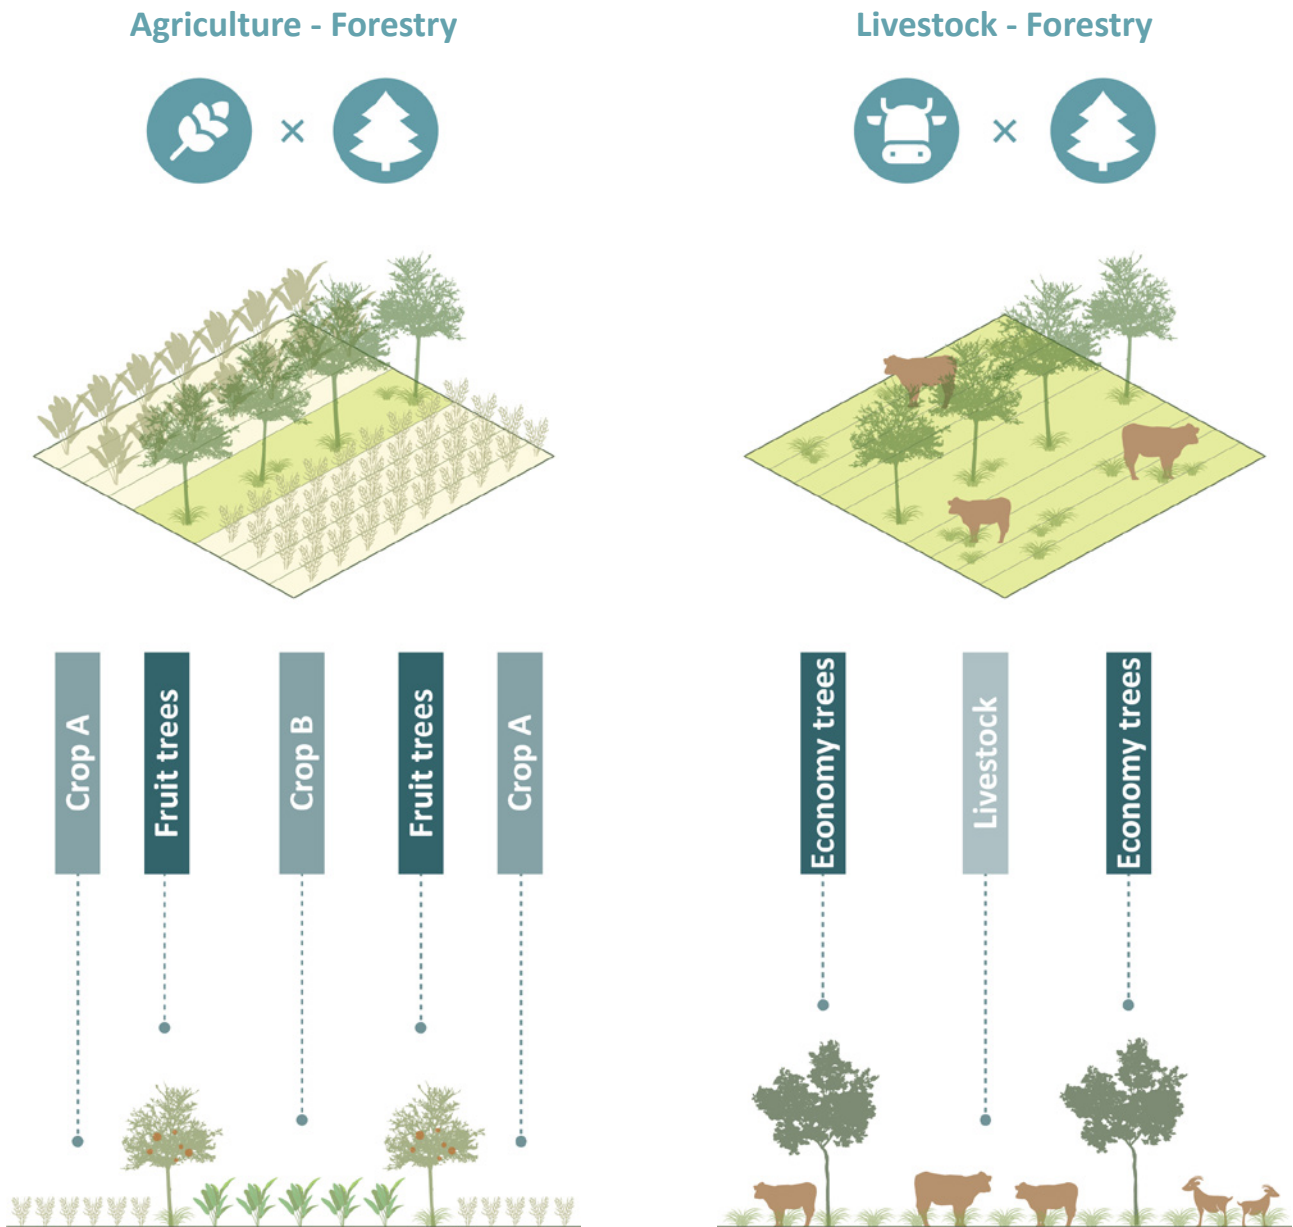 Agriculture - Forestry
Livestock - Forestry
Crop A
Fruit trees
Crop B
Fruit trees
Crop A
Economy trees
Livestock
Economy trees